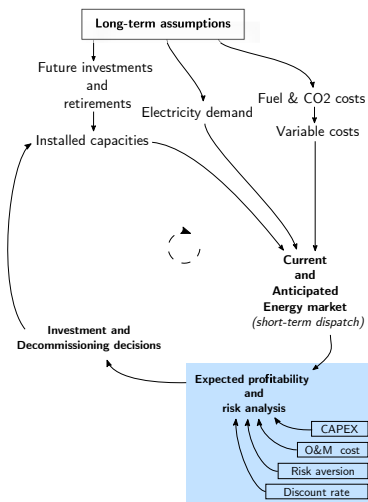 Long-term assumptions
Future investments
and
retirements
Electricity demand
Fuel & CO2 costs
Variable costs
Installed capacities
Current
and
Anticipated
Energy market
(short-term dispatch)
Investment and
Decommissioning decisions
Expected profitability
and
risk analysis
CAPEX
O&M cost
Risk aversion
Discount rate